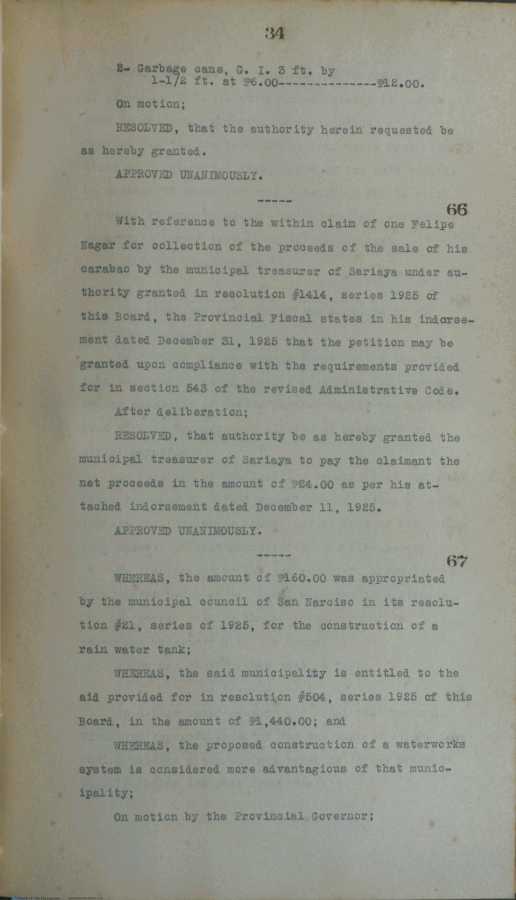 34
2- Garbage cans, G. I. 3 ft. by
1-1/2 ft. at ₱6.00---------------₱12.00.
On motion;
RESOLVED, that the authority herein requested be
as hereby granted.
APPROVED UNANIMOUSLY.
-----
66
With reference to the within claim of one Felipe
Nagar for collection of the proceeds of the sale of his
carabao by the municipal treasurer of Sariaya under au-
thority granted in resolution #1414, series 1925 of
this Board, the Provincial Fiscal states in his indorse-
ment dated December 31, 1925 that the petition may be
granted upon compliance with the requirements provided
for in section 543 of the revised Administrative Code.
After deliberation;
RESOLVED, that authority be as hereby granted the
municipal treasurer of Sariaya to pay the claimant the
net proceeds in the amount of ₱24.00 as per his at-
tached indorsement dated December 11, 1925.
APPROVED UNANIMOUSLY.
-----
67
WHEREAS, the amount of ₱160.00 was appropriated
by the municipal council of San Narciso in its resolu-
tion #21, series of 1925, for the construction of a
rain water tank;
WHEREAS, the said municipality is entitled to the
aid provided for in resolution #504, series 1925 of this
Board, in the amount of ₱1,440.00; and
WHEREAS, the proposed construction of a waterworks
system is considered more advantagious of that munic-
ipality;
On motion by the Provincial Governor;